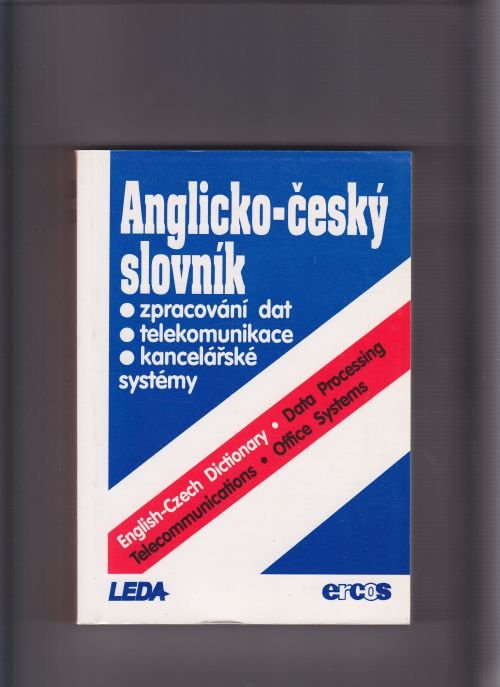 Anglicko-český
slovník
• zpracování dat
• telekomunikace
• kancelářské
systémy
English-Czech Dictionary • Data Processing
Telecommunications • Office Systems
LEDA
ercos